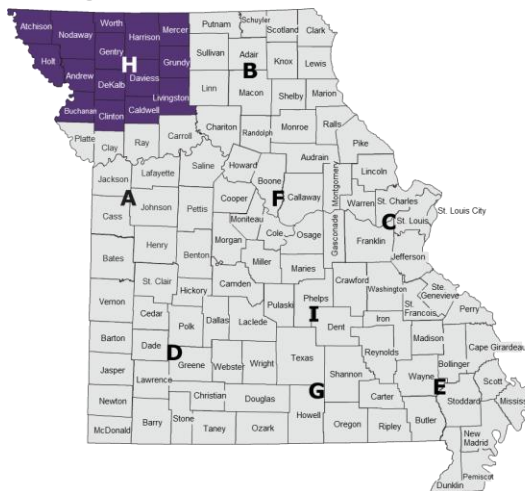 Atchison
Nodaway
Worth
Harrison
Mercer
Putnam
Schuyler
Scotland
Clark
Gentry
Holt
H
Grundy
Sullivan
Adair
Knox
Lewis
B
Andrew
DeKalb
Daviess
Livingston
Linn
Macon
Shelby
Marion
Buchanan
Clinton
Caldwell
Chariton
Randolph
Monroe
Ralls
Platte
Clay
Ray
Carroll
Pike
Audrain
Saline
Howard
Boone
Jackson
Lafayette
Lincoln
Montgomery
A
Johnson
Pettis
Cooper
F
Callaway
Warren
St. Charles
St. Louis City
Cass
Moniteau
Cole
Osage
Gasconade
C
St. Louis
Franklin
Henry
Morgan
Bates
Benton
Miller
Jefferson
Maries
St. Clair
Camden
Crawford
Washington
Ste. Genevieve
Hickory
Vernon
Pulaski
Phelps
St. Francois
Perry
Cedar
Polk
Dallas
Laclede
I
Dent
Iron
Madison
Cape Girardeau
Barton
Dade
D
Greene
Webster
Wright
Texas
Reynolds
Bollinger
Jasper
Lawrence
Shannon
Wayne
E
Scott
Christian
Douglas
G
Carter
Stoddard
Mississ
Newton
Howell
Butler
McDonald
Barry
Stone
Taney
Ozark
Oregon
Ripley
New Madrid
Dunklin
Pemiscot